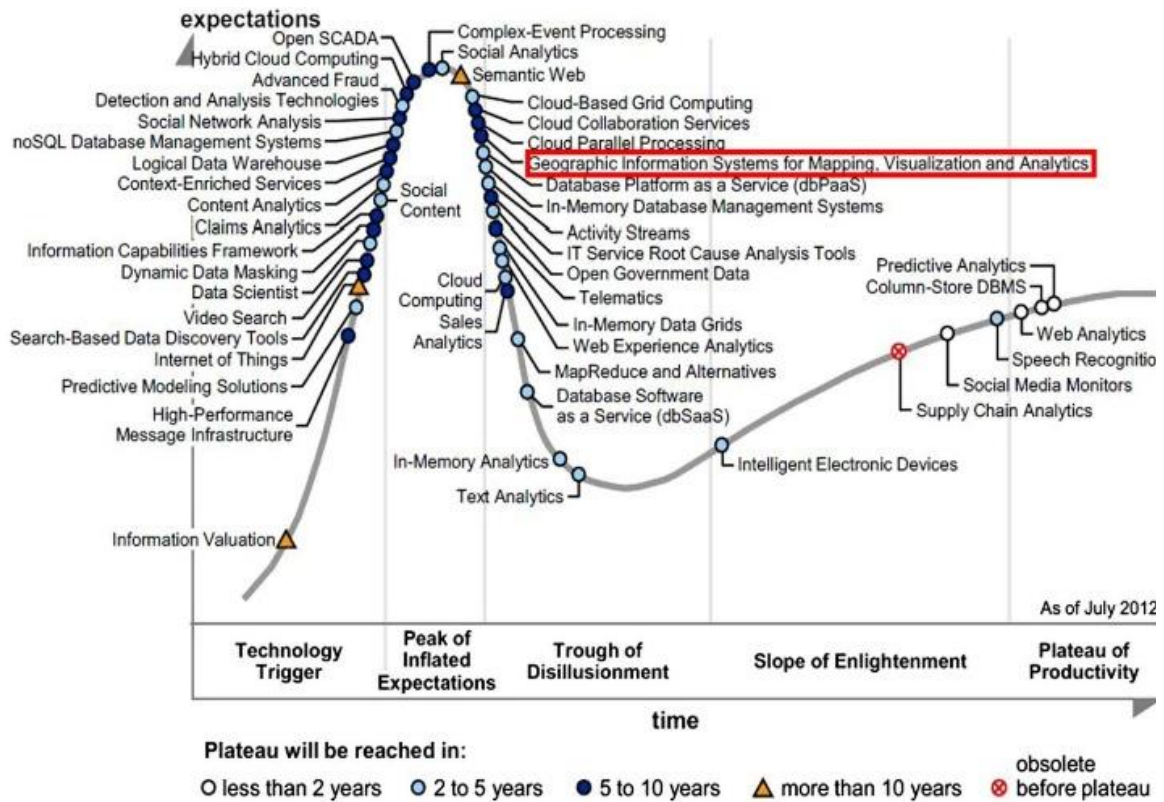 expectations
Open SCADA
Hybrid Cloud Computing
Advanced Fraud
Detection and Analysis Technologies
Social Network Analysis
noSQL Database Management Systems
Logical Data Warehouse
Context-Enriched Services
Content Analytics
Claims Analytics
Information Capabilities Framework
Dynamic Data Masking
Data Scientist
Video Search
Search-Based Data Discovery Tools
Internet of Things
Predictive Modeling Solutions
High-Performance
Message Infrastructure
Information Valuation
Complex-Event Processing
Social Analytics
Semantic Web
Cloud-Based Grid Computing
Cloud Collaboration Services
Cloud Parallel Processing
Geographic Information Systems for Mapping, Visualization and Analytics
Database Platform as a Service (dbPaaS)
In-Memory Database Management Systems
Activity Streams
IT Service Root Cause Analysis Tools
Open Government Data
Telematics
In-Memory Data Grids
Web Experience Analytics
MapReduce and Alternatives
Database Software
as a Service (dbSaaS)
Social
Content
Cloud
Computing
Sales
Analytics
In-Memory Analytics
Text Analytics
Intelligent Electronic Devices
Supply Chain Analytics
Social Media Monitors
Speech Recognitio
Web Analytics
Column-Store DBMS
Predictive Analytics
As of July 2012
Technology
Trigger
Peak of
Inflated
Expectations
Trough of
Disillusionment
Slope of Enlightenment
Plateau of
Productivity
time
Plateau will be reached in:
less than 2 years
2 to 5 years
5 to 10 years
more than 10 years
obsolete
before plateau